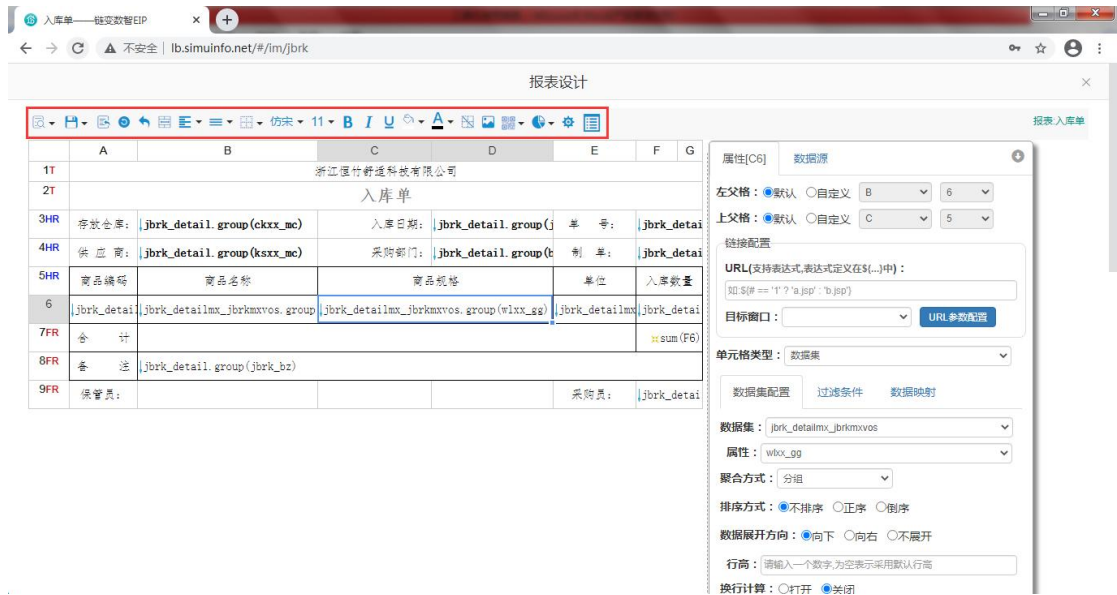 入库单——链变数智EIP
不安全 | lb.simuinfo.net/#/im/jbrk
报表设计
仿宋 11 B I U A
报表:入库单
A B C D E F G
1T 浙江恒竹舒适科技有限公司
2T 入库单
3HR 存放仓库: jbrk_detail.group(ckxx_mc) 入库日期: jbrk_detail.group(j 单 号: jbrk_detai
4HR 供 应 商: jbrk_detail.group(ksxx_mc) 采购部门: jbrk_detail.group(b 制 单: jbrk_detai
5HR 商品编码 商品名称 商品规格 单位 入库数量
6 jbrk_detai jbrk_detailmx_jbrkmxvos.group jbrk_detailmx_jbrkmxvos.group(wlxx_gg) jbrk_detailmx jbrk_detai
7FR 合 计 sum(F6)
8FR 备 注 jbrk_detail.group(jbrk_bz)
9FR 保管员: 采购员: jbrk_detai
属性[C6] 数据源
左父格: 默认 自定义 B 6
上父格: 默认 自定义 C 5
链接配置
URL(支持表达式,表达式定义在${...}中):
如:${# == '1' ? 'a.jsp' : 'b.jsp'}
目标窗口: URL参数配置
单元格类型: 数据集
数据集配置 过滤条件 数据映射
数据集: jbrk_detailmx_jbrkmxvos
属性: wlxx_gg
聚合方式: 分组
排序方式: 不排序 正序 倒序
数据展开方向: 向下 向右 不展开
行高: 请输入一个数字,为空表示采用默认行高
换行计算: 打开 关闭